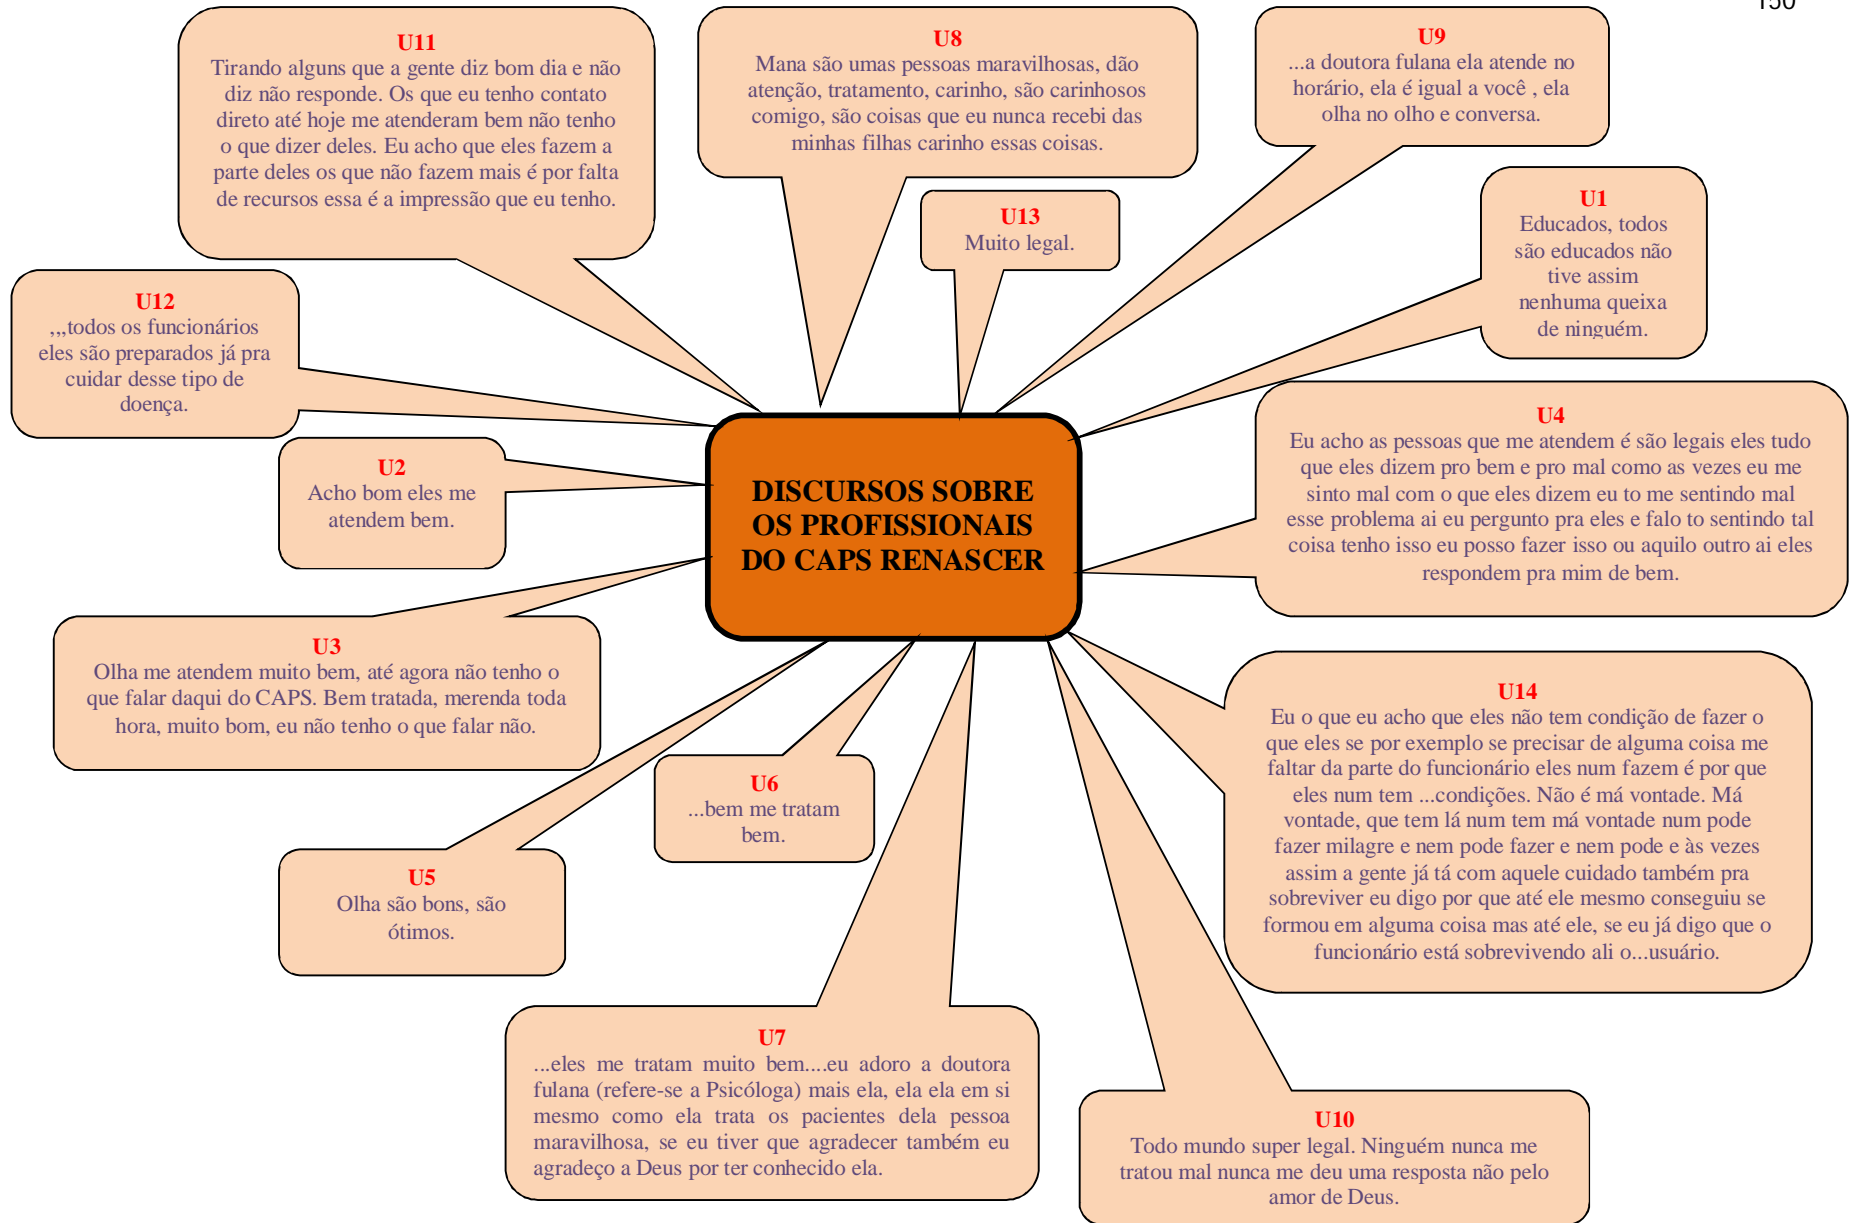 150
U11
Tirando alguns que a gente diz bom dia e não
diz não responde. Os que eu tenho contato
direto até hoje me atenderam bem não tenho
o que dizer deles. Eu acho que eles fazem a
parte deles os que não fazem mais é por falta
de recursos essa é a impressão que eu tenho.
U8
Mana são umas pessoas maravilhosas, dão
atenção, tratamento, carinho, são carinhosos
comigo, são coisas que eu nunca recebi das
minhas filhas carinho essas coisas.
U9
...a doutora fulana ela atende no
horário, ela é igual a você , ela
olha no olho e conversa.
U13
Muito legal.
U1
Educados, todos
são educados não
tive assim
nenhuma queixa
de ninguém.
U12
,,,todos os funcionários
eles são preparados já pra
cuidar desse tipo de
doença.
U2
Acho bom eles me
atendem bem.
DISCURSOS SOBRE
OS PROFISSIONAIS
DO CAPS RENASCER
U4
Eu acho as pessoas que me atendem é são legais eles tudo
que eles dizem pro bem e pro mal como as vezes eu me
sinto mal com o que eles dizem eu to me sentindo mal
esse problema ai eu pergunto pra eles e falo to sentindo tal
coisa tenho isso eu posso fazer isso ou aquilo outro ai eles
respondem pra mim de bem.
U3
Olha me atendem muito bem, até agora não tenho o
que falar daqui do CAPS. Bem tratada, merenda toda
hora, muito bom, eu não tenho o que falar não.
U14
Eu o que eu acho que eles não tem condição de fazer o
que eles se por exemplo se precisar de alguma coisa me
faltar da parte do funcionário eles num fazem é por que
eles num tem ...condições. Não é má vontade. Má
vontade, que tem lá num tem má vontade num pode
fazer milagre e nem pode fazer e nem pode e às vezes
assim a gente já tá com aquele cuidado também pra
sobreviver eu digo por que até ele mesmo conseguiu se
formou em alguma coisa mas até ele, se eu já digo que o
funcionário está sobrevivendo ali o...usuário.
U6
...bem me tratam
bem.
U5
Olha são bons, são
ótimos.
U7
...eles me tratam muito bem....eu adoro a doutora
fulana (refere-se a Psicóloga) mais ela, ela ela em si
mesmo como ela trata os pacientes dela pessoa
maravilhosa, se eu tiver que agradecer também eu
agradeço a Deus por ter conhecido ela.
U10
Todo mundo super legal. Ninguém nunca me
tratou mal nunca me deu uma resposta não pelo
amor de Deus.